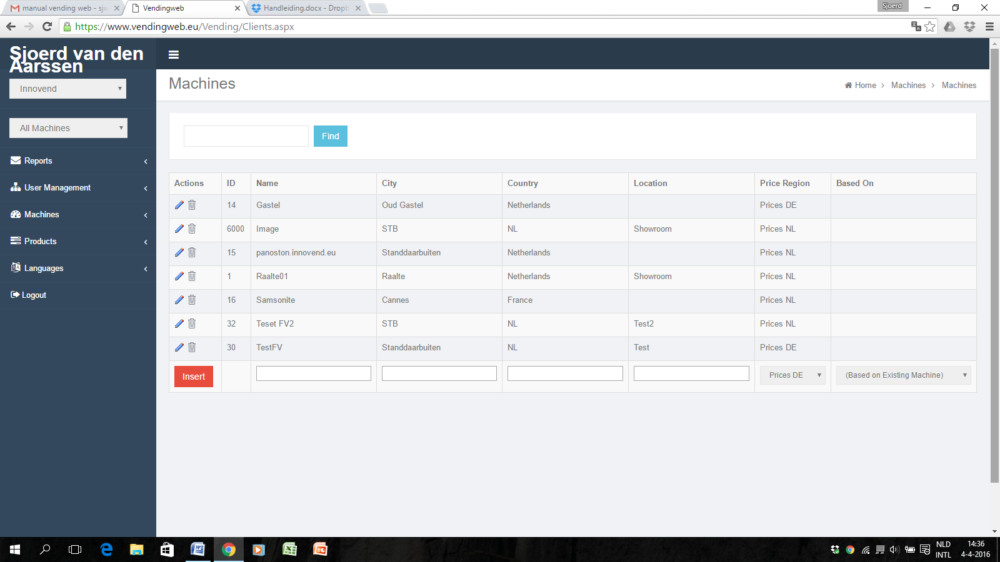 manual vending web - sjw
Vendingweb
Handleiding.docx - Dropb
Sjoerd
https://www.vendingweb.eu/Vending/Clients.aspx
Sjoerd van den
Aarssen
Innovend
All Machines
Reports
User Management
Machines
Products
Languages
Logout
Machines
Home > Machines > Machines
Find
Actions ID Name City Country Location Price Region Based On
14 Gastel Oud Gastel Netherlands Prices DE
6000 Image STB NL Showroom Prices NL
15 panoston.innovend.eu Standdaarbuiten Netherlands Prices NL
1 Raalte01 Raalte Netherlands Showroom Prices NL
16 Samsonite Cannes France Prices NL
32 Teset FV2 STB NL Test2 Prices NL
30 TestFV Standdaarbuiten NL Test Prices DE
Insert Prices DE (Based on Existing Machine)
NLD 14:36
INTL 4-4-2016